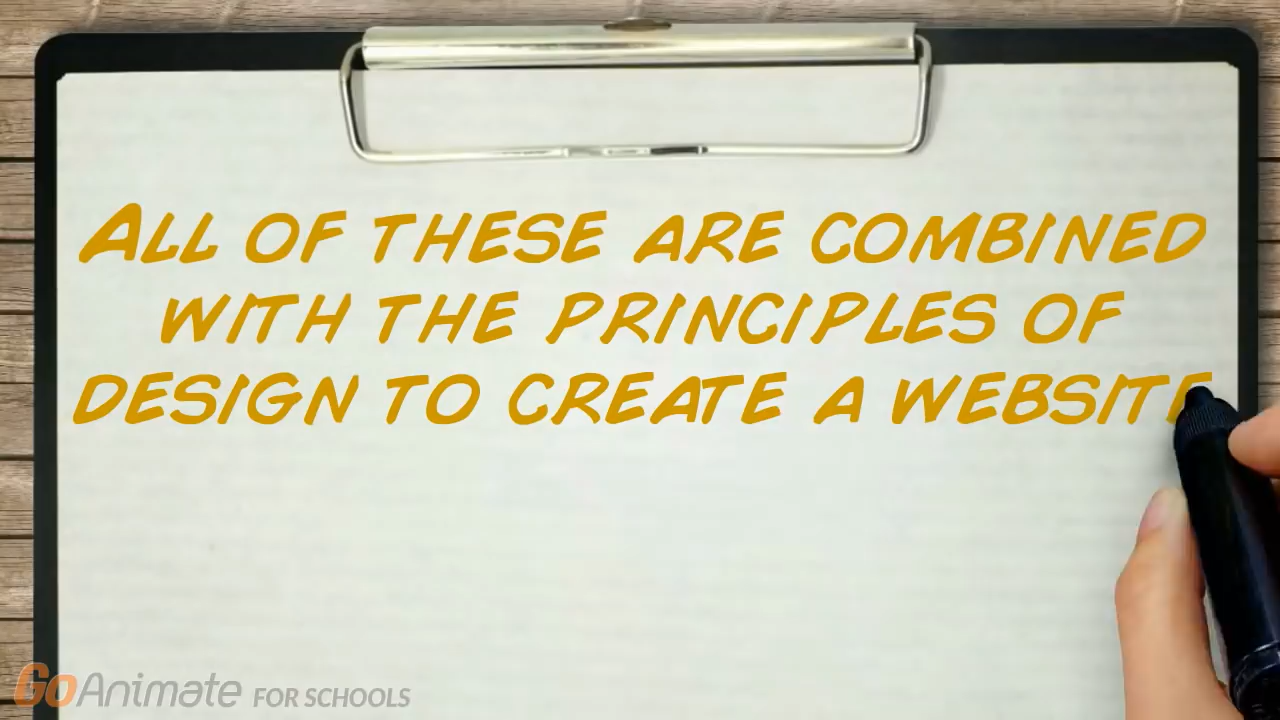 All of these are combined
with the principles of
design to create a website
GoAnimate FOR SCHOOLS